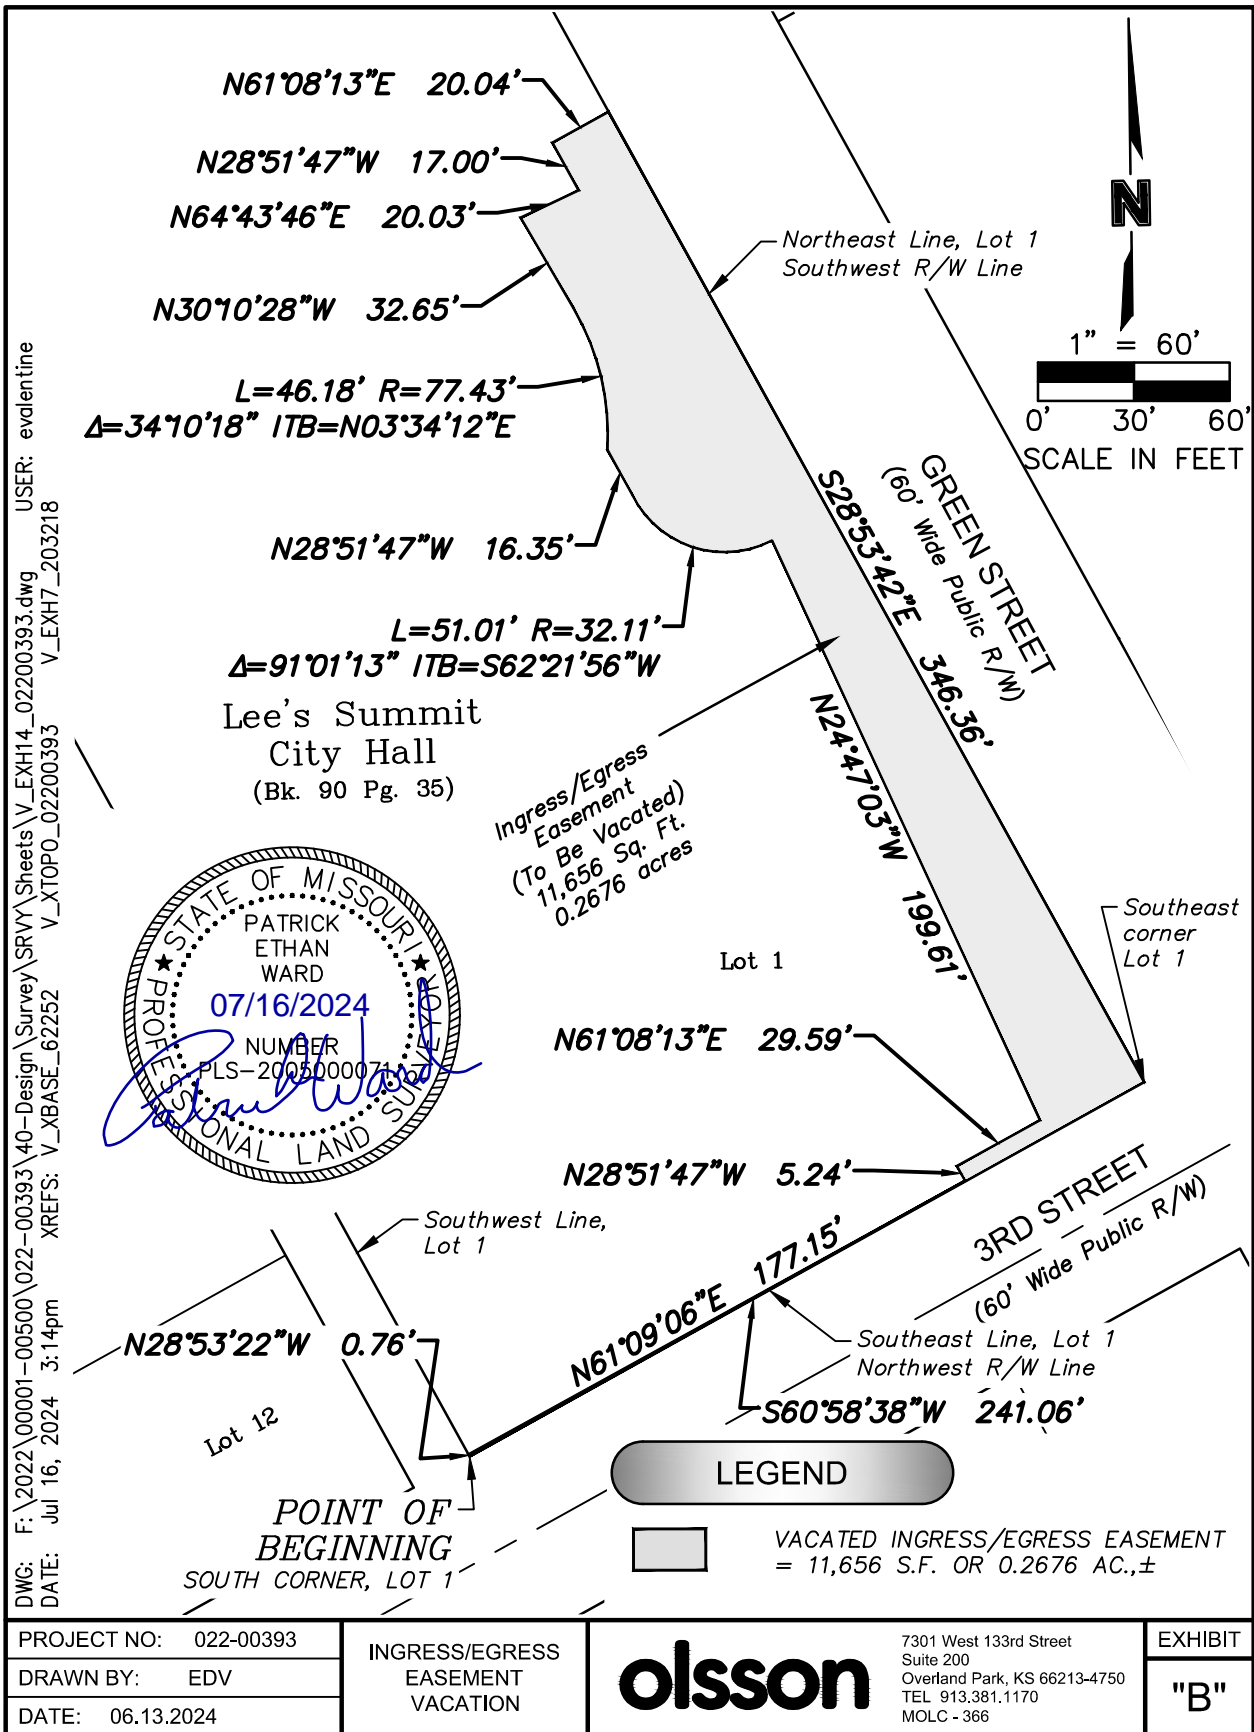 N61°08'13"E 20.04'
N28°51'47"W 17.00'
N64°43'46"E 20.03'
N30°10'28"W 32.65'
L=46.18' R=77.43'
Δ=34°10'18" ITB=N03°34'12"E
N28°51'47"W 16.35'
L=51.01' R=32.11'
Δ=91°01'13" ITB=S62°21'56"W
Northeast Line, Lot 1
Southwest R/W Line
N
1" = 60'
0' 30' 60'
SCALE IN FEET
GREEN STREET
(60' Wide Public R/W)
S28°53'42"E 346.36'
N24°47'03"W 199.61'
Lee's Summit
City Hall
(Bk. 90 Pg. 35)
Ingress/Egress
Easement
(To Be Vacated)
11,656 Sq. Ft.
0.2676 acres
Southeast
corner
Lot 1
Lot 1
STATE OF MISSOURI
PROFESSIONAL LAND SURVEYOR
PATRICK
ETHAN
WARD
07/16/2024
NUMBER
PLS-2005000071
N61°08'13"E 29.59'
N28°51'47"W 5.24'
3RD STREET
(60' Wide Public R/W)
Southwest Line,
Lot 1
N61°09'06"E 177.15'
N28°53'22"W 0.76'
Southeast Line, Lot 1
Northwest R/W Line
S60°58'38"W 241.06'
Lot 12
POINT OF
BEGINNING
SOUTH CORNER, LOT 1
LEGEND
VACATED INGRESS/EGRESS EASEMENT
= 11,656 S.F. OR 0.2676 AC.,±
DWG: F:\2022\00001-00500\022-00393\40-Design\Survey\SRVY\Sheets\V_EXH14_02200393.dwg USER: evalentine
DATE: Jul 16, 2024 3:14pm XREFS: V_XBASE_62252 V_XTOPO_02200393 V_EXH7_203218
PROJECT NO: 022-00393
DRAWN BY: EDV
DATE: 06.13.2024
INGRESS/EGRESS
EASEMENT
VACATION
olsson
7301 West 133rd Street
Suite 200
Overland Park, KS 66213-4750
TEL 913.381.1170
MOLC - 366
EXHIBIT
"B"